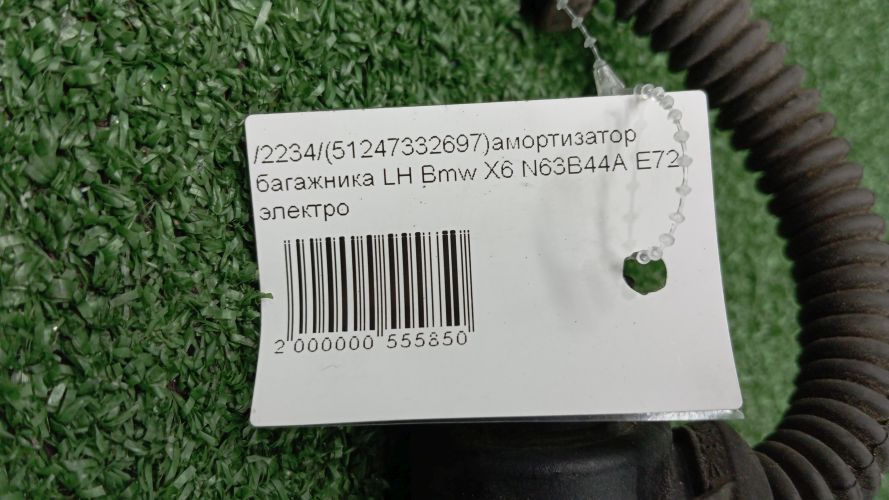 /2234/(51247332697)амортизатор
багажника LH Bmw X6 N63B44A E72
электро
2 000000 555850